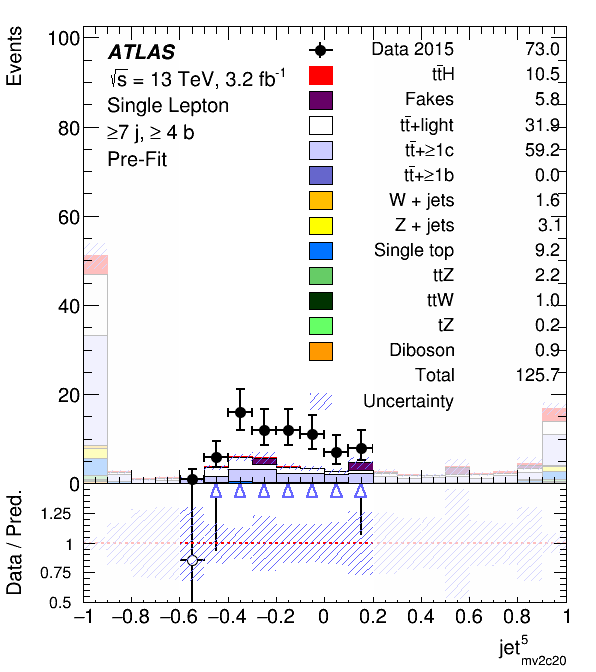 Events
100
80
60
40
20
0
ATLAS
√s = 13 TeV, 3.2 fb-1
Single Lepton
≥7 j, ≥ 4 b
Pre-Fit
Data 2015 73.0
tt̄H 10.5
Fakes 5.8
tt̄+light 31.9
tt̄+≥1c 59.2
tt̄+≥1b 0.0
W + jets 1.6
Z + jets 3.1
Single top 9.2
ttZ 2.2
ttW 1.0
tZ 0.2
Diboson 0.9
Total 125.7
Uncertainty
Data / Pred.
1.25
1
0.75
0.5
−1 −0.8 −0.6 −0.4 −0.2 0 0.2 0.4 0.6 0.8 1
jet5mv2c20